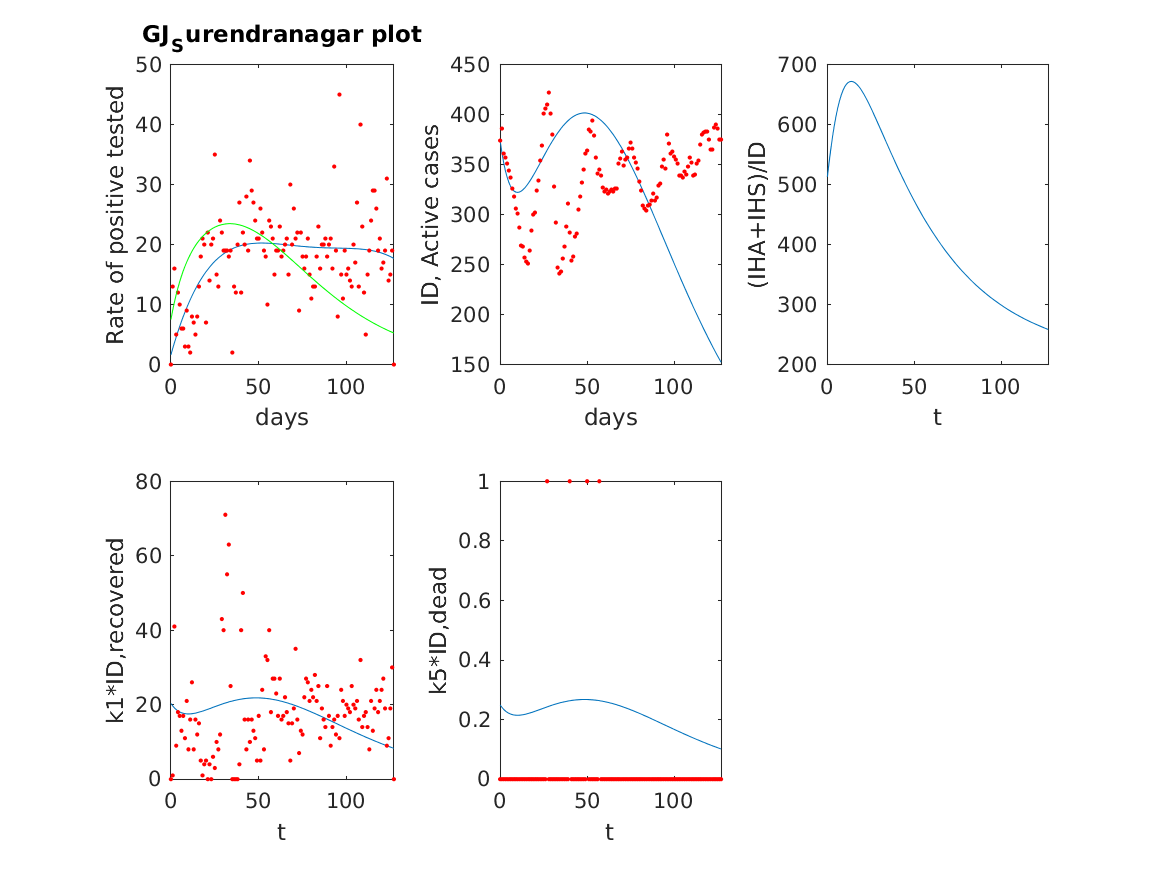 GJSurendranagar plot
50
40
30
20
10
0
0 50 100
days
Rate of positive tested
450
400
350
300
250
200
150
0 50 100
days
ID, Active cases
700
600
500
400
300
200
0 50 100
t
(IHA+IHS)/ID
80
60
40
20
0
0 50 100
t
k1*ID,recovered
1
0.8
0.6
0.4
0.2
0
0 50 100
t
k5*ID,dead